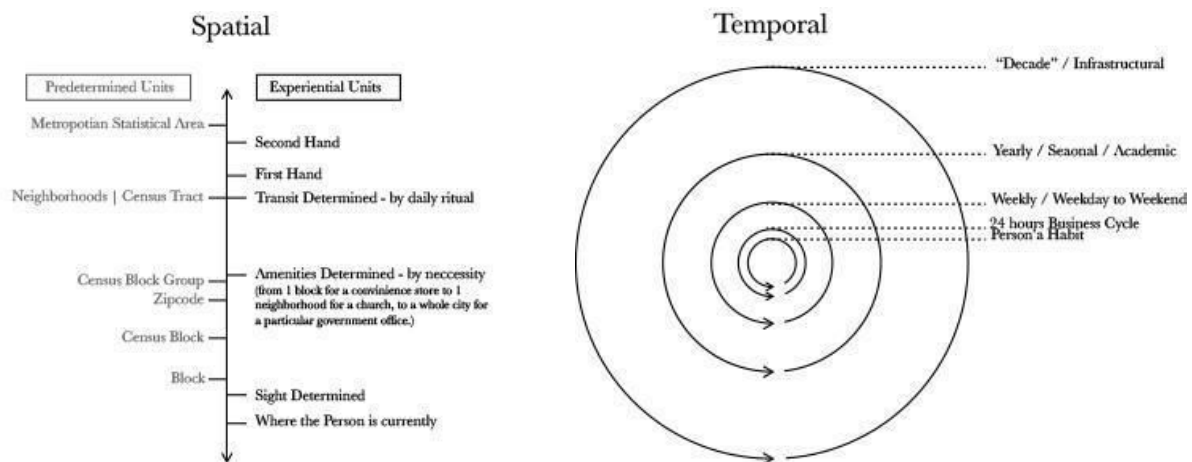 Spatial
Predetermined Units
Experiential Units
Metropotian Statistical Area
Second Hand
First Hand
Neighborhoods | Census Tract
Transit Determined - by daily ritual
Amenities Determined - by neccessity
(from 1 block for a convinience store to 1
neighborhood for a church, to a whole city for
a particular government office.)
Census Block Group
Zipcode
Census Block
Block
Sight Determined
Where the Person is currently
Temporal
“Decade” / Infrastructural
Yearly / Seaonal / Academic
Weekly / Weekday to Weekend
24 hours Business Cycle
Person'a Habit